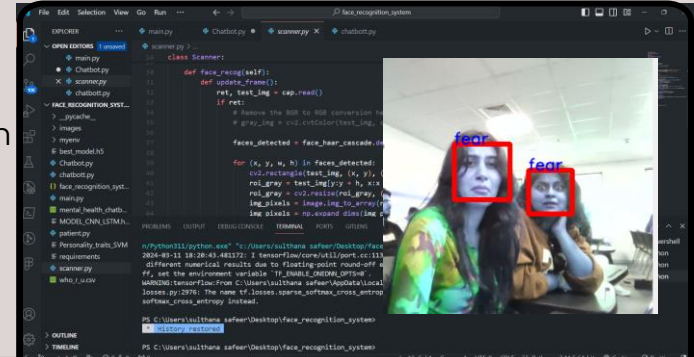 File Edit Selection View Go Run ... face_recognition_system
EXPLORER ... main.py Chatbot.py scanner.py X chatbott.py
OPEN EDITORS 1 unsaved
main.py
Chatbot.py
X scanner.py
chatbott.py
FACE_RECOGNITION_SYST...
> __pycache__
> images
> myenv
best_model.h5
Chatbot.py
chatbott.py
face_recognition_syst...
main.py
mental_health_chatb...
MODEL_CNN_LSTM.h...
patient.py
Personality_traits_SVM
requirements
scanner.py
who_r_u.csv
> OUTLINE
> TIMELINE
scanner.py > ...
class Scanner:
def face_recog(self):
def update_frame():
ret, test_img = cap.read()
if ret:
# Remove the BGR to RGB conversion he
# gray_img = cv2.cvtColor(test_img,
faces_detected = face_haar_cascade.de
for (x, y, w, h) in faces_detected:
cv2.rectangle(test_img, (x, y), (
roi_gray = test_img[y:y + h, x:x
roi_gray = cv2.resize(roi_gray, (
img_pixels = image.img_to_array(r
img_pixels = np.expand_dims(img_p
fear
fear
PROBLEMS OUTPUT DEBUG CONSOLE TERMINAL PORTS GITLENS
n/Python311/python.exe" "c:/Users/sulthana safeer/Desktop/face
2024-03-11 18:20:43.481172: I tensorflow/core/util/port.cc:113
different numerical results due to floating-point round-off e
ff, set the environment variable `TF_ENABLE_ONEDNN_OPTS=0`.
WARNING:tensorflow:From C:\Users\sulthana safeer\AppData\Local
losses.py:2976: The name tf.losses.sparse_softmax_cross_entrop
softmax_cross_entropy instead.
PS C:\Users\sulthana safeer\Desktop\face_recognition_system>
* History restored
PS C:\Users\sulthana safeer\Desktop\face_recognition_system>